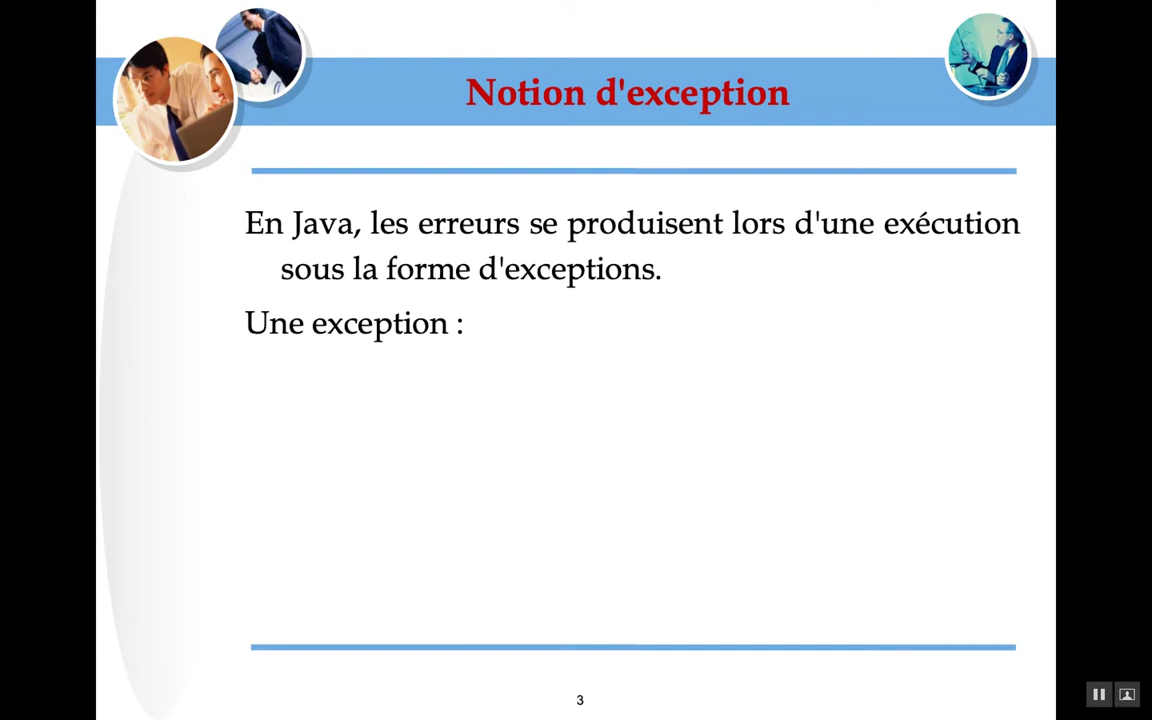 Notion d'exception
En Java, les erreurs se produisent lors d'une exécution
sous la forme d'exceptions.
Une exception :
3